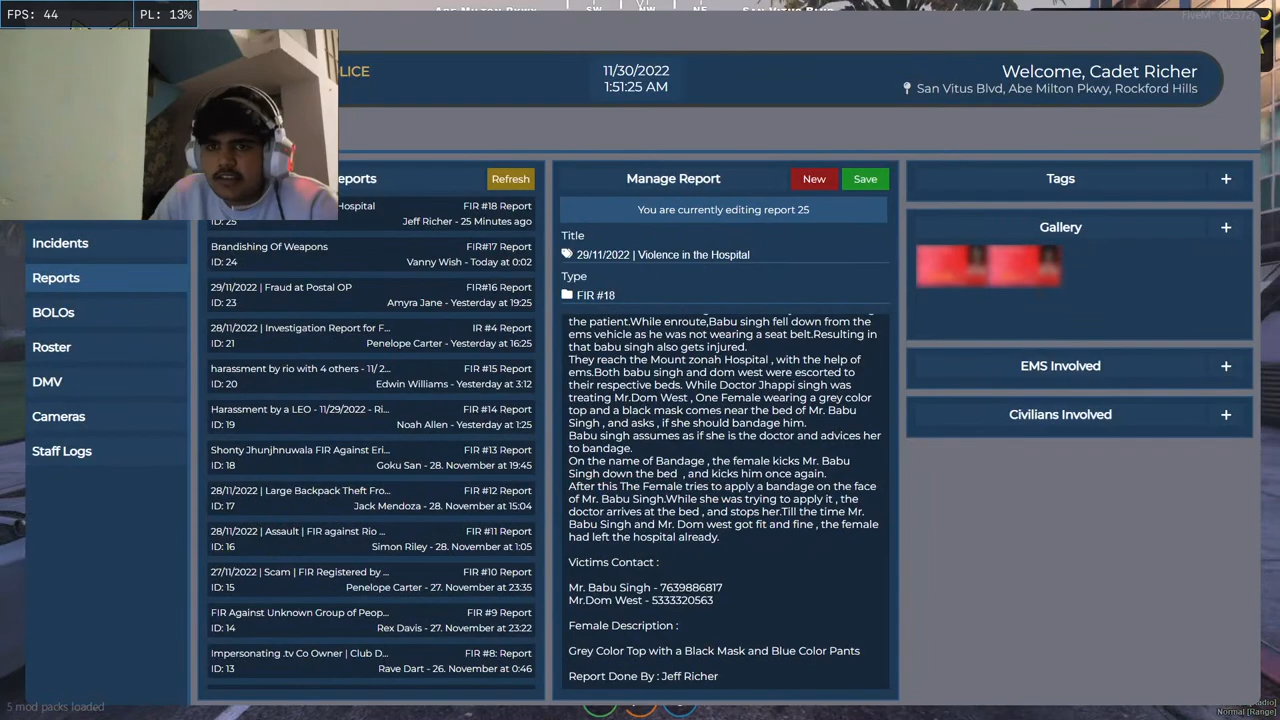 FPS: 44
PL: 13%
Abe Milton Pkwy
SW
NW
NE
San Vitus Blvd
FiveM® (b2372)
LICE
11/30/2022
1:51:25 AM
Welcome, Cadet Richer
San Vitus Blvd, Abe Milton Pkwy, Rockford Hills
Incidents
Reports
BOLOs
Roster
DMV
Cameras
Staff Logs
eports
Refresh
Hospital
FIR #18 Report
ID: 25
Jeff Richer - 25 Minutes ago
Brandishing Of Weapons
FIR#17 Report
ID: 24
Vanny Wish - Today at 0:02
29/11/2022 | Fraud at Postal OP
FIR#16 Report
ID: 23
Amyra Jane - Yesterday at 19:25
28/11/2022 | Investigation Report for F...
IR #4 Report
ID: 21
Penelope Carter - Yesterday at 16:25
harassment by rio with 4 others - 11/ 2...
FIR #15 Report
ID: 20
Edwin Williams - Yesterday at 3:12
Harassment by a LEO - 11/29/2022 - Ri...
FIR #14 Report
ID: 19
Noah Allen - Yesterday at 1:25
Shonty Jhunjhnuwala FIR Against Eri...
FIR #13 Report
ID: 18
Goku San - 28. November at 19:45
28/11/2022 | Large Backpack Theft Fro...
FIR #12 Report
ID: 17
Jack Mendoza - 28. November at 15:04
28/11/2022 | Assault | FIR against Rio ...
FIR #11 Report
ID: 16
Simon Riley - 28. November at 1:05
27/11/2022 | Scam | FIR Registered by ...
FIR #10 Report
ID: 15
Penelope Carter - 27. November at 23:35
FIR Against Unknown Group of Peop...
FIR #9 Report
ID: 14
Rex Davis - 27. November at 23:22
Impersonating .tv Co Owner | Club D...
FIR #8: Report
ID: 13
Rave Dart - 26. November at 0:46
Manage Report
New
Save
You are currently editing report 25
Title
29/11/2022 | Violence in the Hospital
Type
FIR #18
the patient.While enroute,Babu singh fell down from the
ems vehicle as he was not wearing a seat belt.Resulting in
that babu singh also gets injured.
They reach the Mount zonah Hospital , with the help of
ems.Both babu singh and dom west were escorted to
their respective beds. While Doctor Jhappi singh was
treating Mr.Dom West , One Female wearing a grey color
top and a black mask comes near the bed of Mr. Babu
Singh , and asks , if she should bandage him.
Babu singh assumes as if she is the doctor and advices her
to bandage.
On the name of Bandage , the female kicks Mr. Babu
Singh down the bed , and kicks him once again.
After this The Female tries to apply a bandage on the face
of Mr. Babu Singh.While she was trying to apply it , the
doctor arrives at the bed , and stops her.Till the time Mr.
Babu Singh and Mr. Dom west got fit and fine , the female
had left the hospital already.
Victims Contact :
Mr. Babu Singh - 7639886817
Mr.Dom West - 5333320563
Female Description :
Grey Color Top with a Black Mask and Blue Color Pants
Report Done By : Jeff Richer
Tags
Gallery
EMS Involved
Civilians Involved
5 mod packs loaded
[Radio]
Normal [Range]